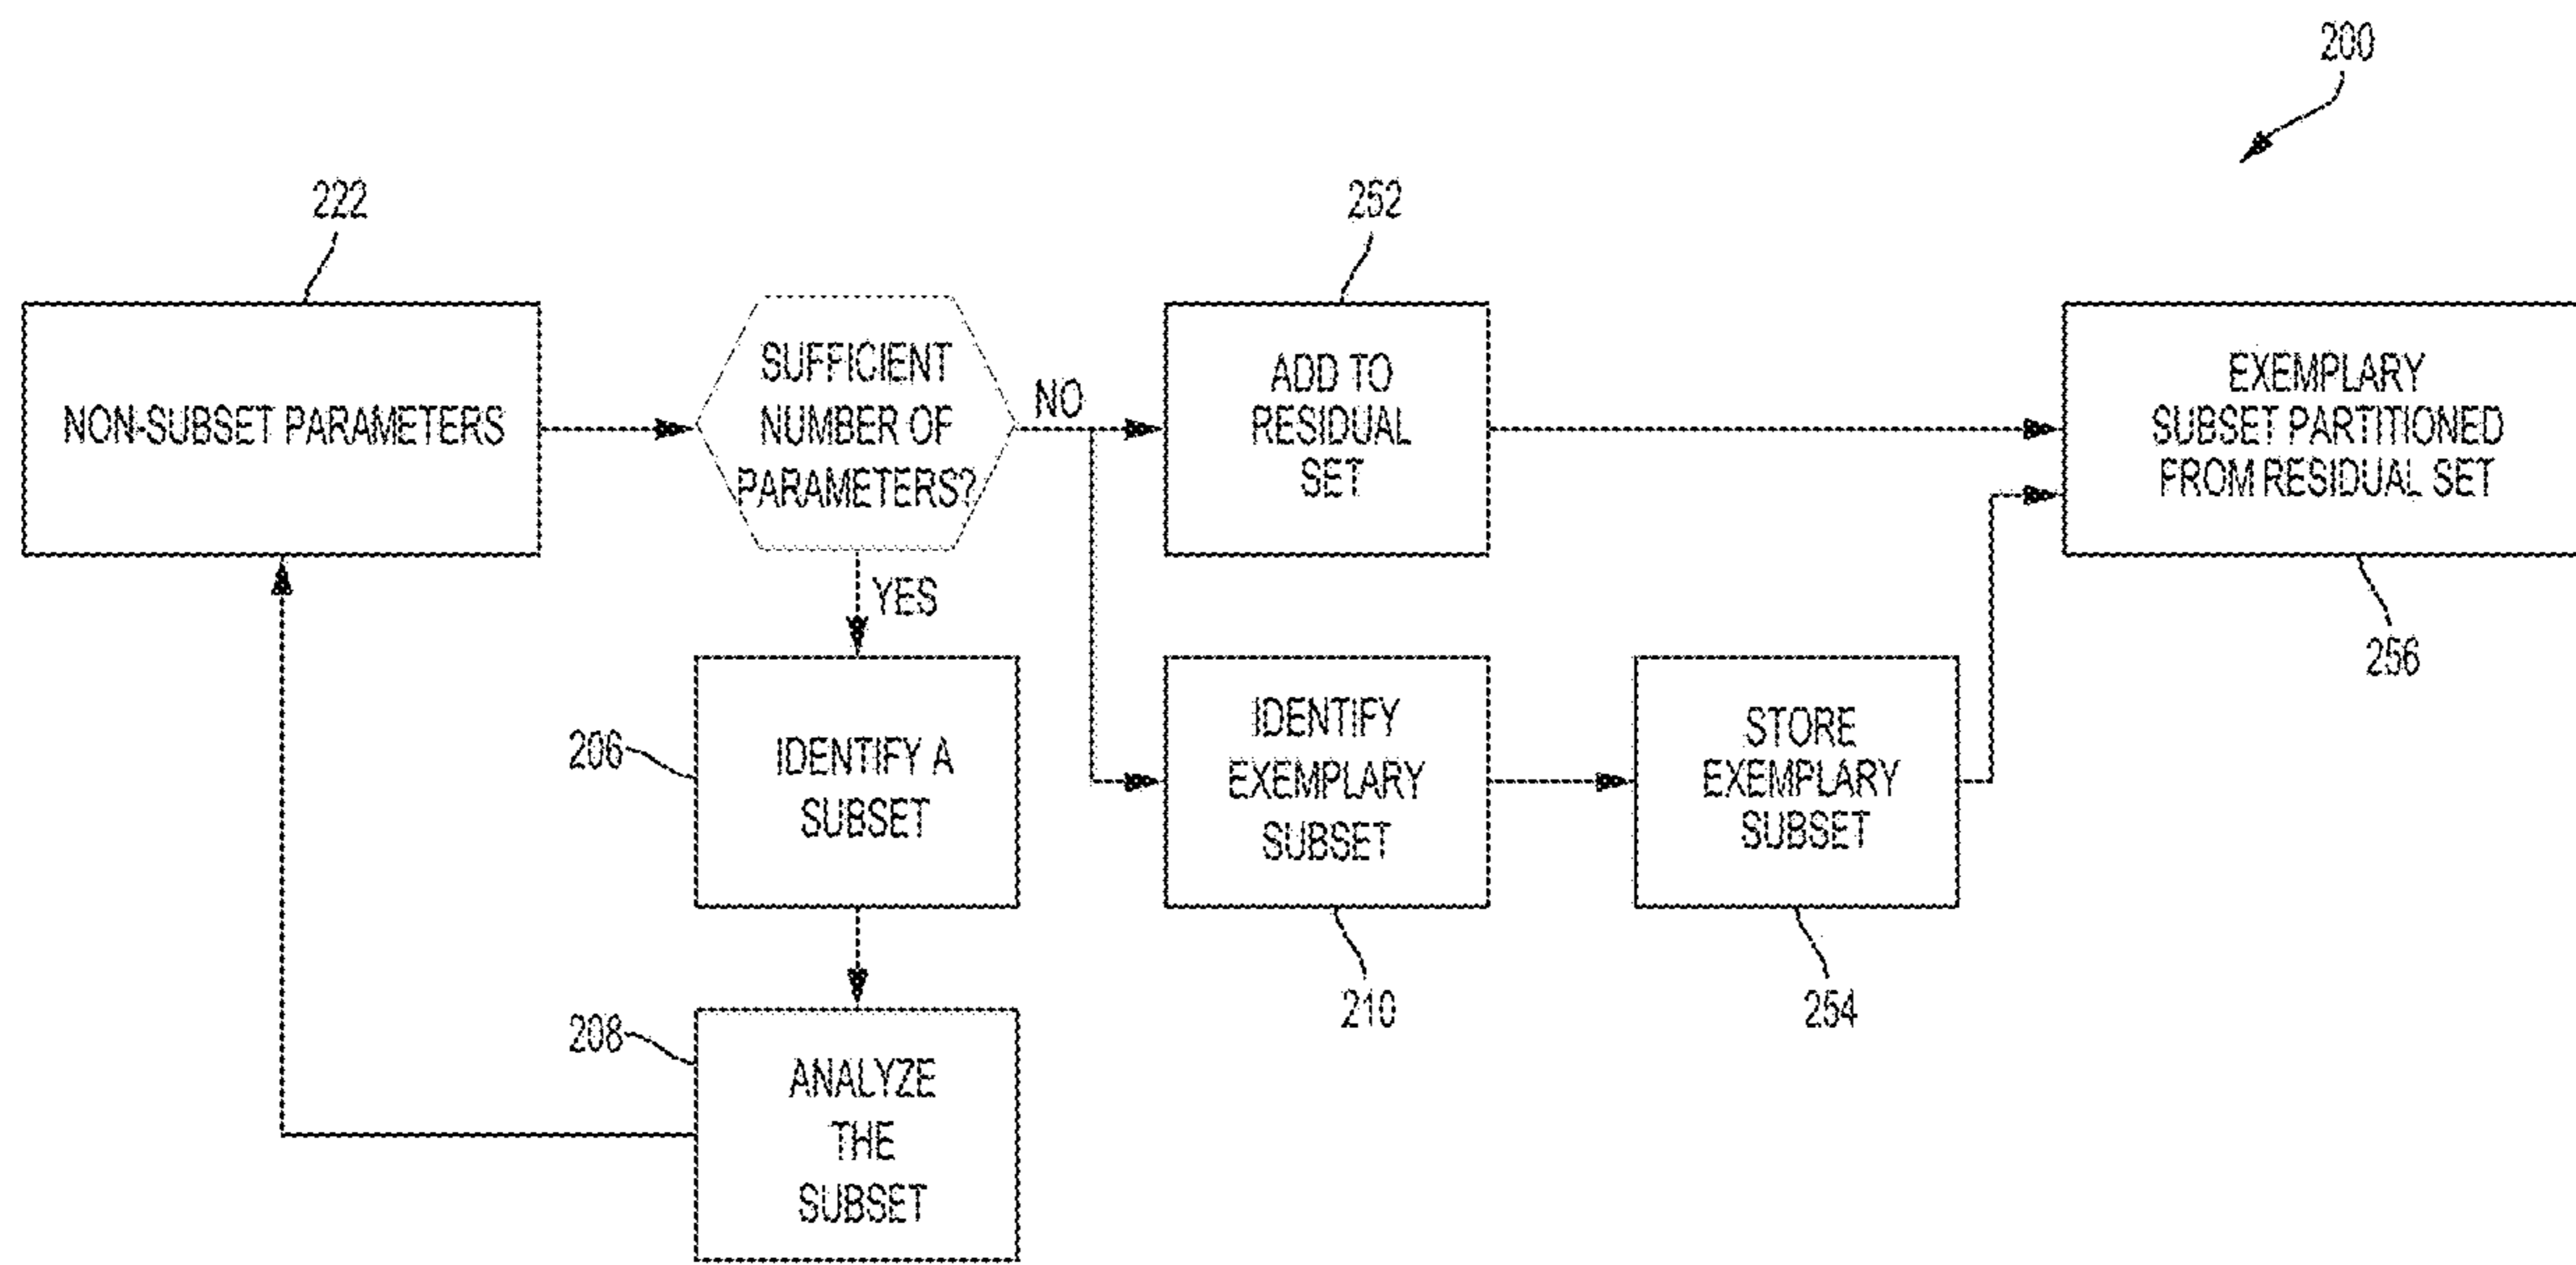 200
222
252
NON-SUBSET PARAMETERS
SUFFICIENT
NUMBER OF
PARAMETERS?
NO
YES
ADD TO
RESIDUAL
SET
EXEMPLARY
SUBSET PARTITIONED
FROM RESIDUAL SET
256
206
IDENTIFY A
SUBSET
IDENTIFY
EXEMPLARY
SUBSET
210
STORE
EXEMPLARY
SUBSET
254
208
ANALYZE
THE
SUBSET